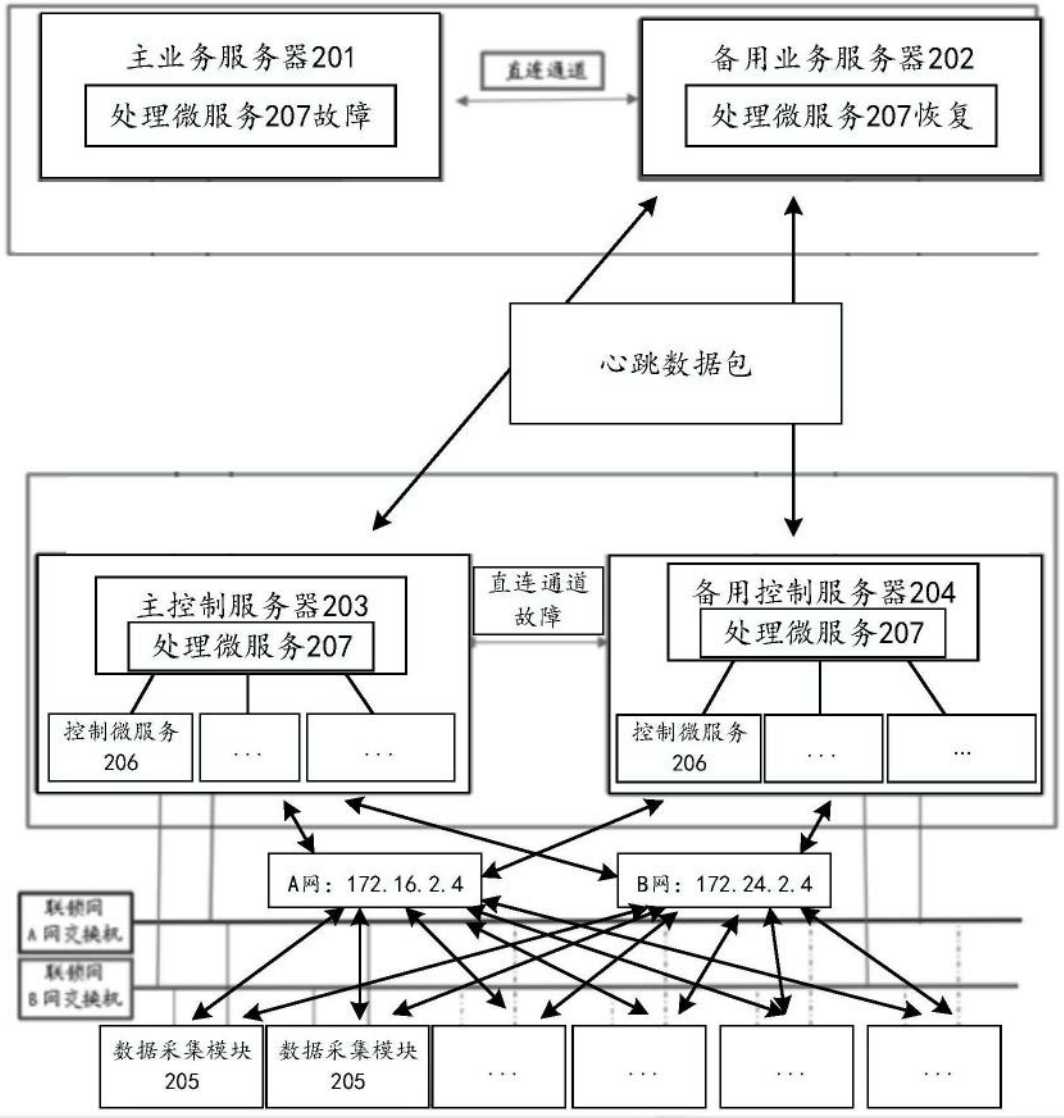 主业务服务器201
处理微服务207故障
直连通道
备用业务服务器202
处理微服务207恢复
心跳数据包
主控制服务器203
处理微服务207
控制微服务
206
...
...
直连通道
故障
备用控制服务器204
处理微服务207
控制微服务
206
...
...
A网：172.16.2.4
B网：172.24.2.4
联锁网
A网交换机
联锁网
B网交换机
数据采集模块
205
数据采集模块
205
...
...
...
...